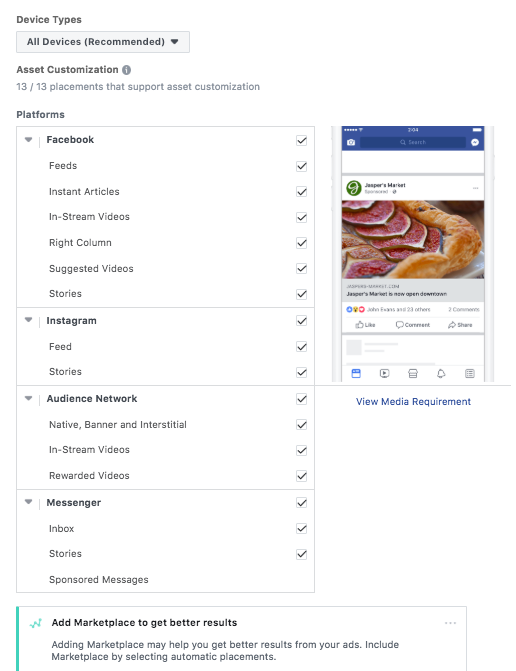 Device Types
All Devices (Recommended)
Asset Customization
13 / 13 placements that support asset customization
Platforms
Facebook
Feeds
Instant Articles
In-Stream Videos
Right Column
Suggested Videos
Stories
Instagram
Feed
Stories
Audience Network
Native, Banner and Interstitial
In-Stream Videos
Rewarded Videos
Messenger
Inbox
Stories
Sponsored Messages
2:04
Search
Jasper's Market
Sponsored
JASPERS-MARKET.COM
Jasper's Market is now open downtown
John Evans and 23 others 2 Comments
Like Comment Share
View Media Requirement
Add Marketplace to get better results
Adding Marketplace may help you get better results from your ads. Include
Marketplace by selecting automatic placements.